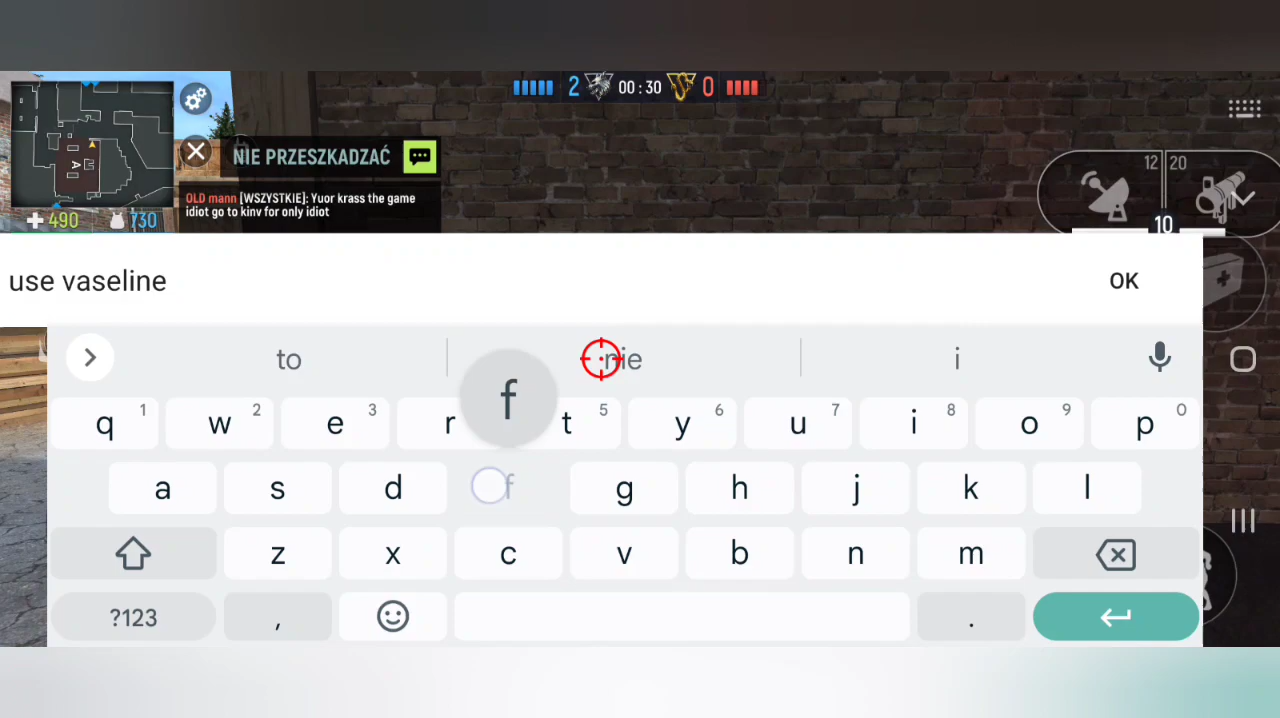 2 00:30 0
NIE PRZESZKADZAĆ
OLD mann [WSZYSTKIE]: Yuor krass the game
idiot go to kinv for only idiot
A
490 730
12 20
10
use vaseline
OK
to nie i
f
q 1 w 2 e 3 r t 5 y 6 u 7 i 8 o 9 p 0
a s d f g h j k l
z x c v b n m
?123 , .